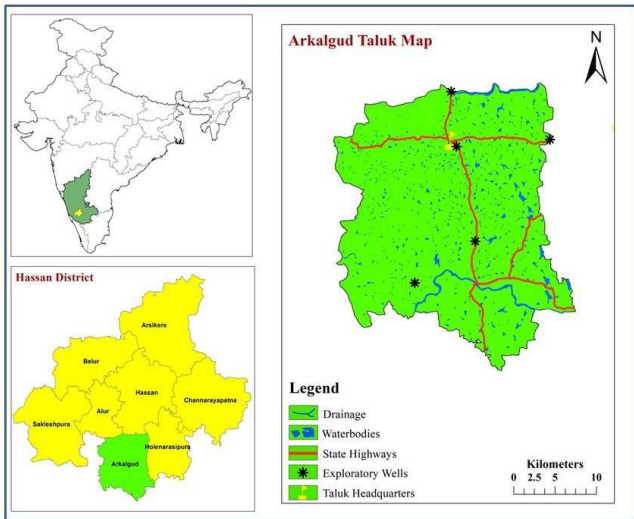 Arkalgud Taluk Map
N
Hassan District
Arsikere
Belur
Hassan
Channarayapatna
Alur
Sakleshpura
Holenarasipura
Arkalgud
Legend
Drainage
Waterbodies
State Highways
Exploratory Wells
Taluk Headquarters
Kilometers
0 2.5 5 10